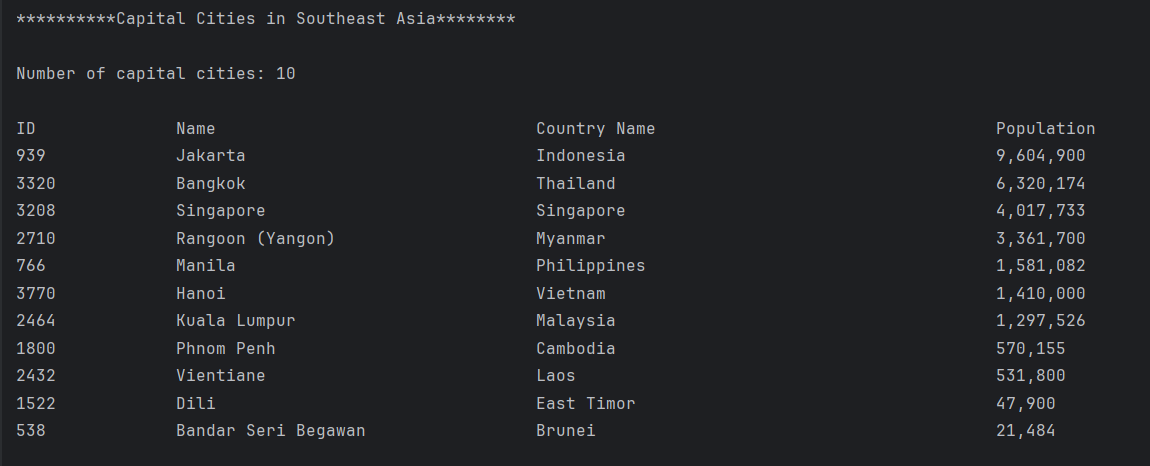 **********Capital Cities in Southeast Asia********
Number of capital cities: 10
ID Name Country Name Population
939 Jakarta Indonesia 9,604,900
3320 Bangkok Thailand 6,320,174
3208 Singapore Singapore 4,017,733
2710 Rangoon (Yangon) Myanmar 3,361,700
766 Manila Philippines 1,581,082
3770 Hanoi Vietnam 1,410,000
2464 Kuala Lumpur Malaysia 1,297,526
1800 Phnom Penh Cambodia 570,155
2432 Vientiane Laos 531,800
1522 Dili East Timor 47,900
538 Bandar Seri Begawan Brunei 21,484